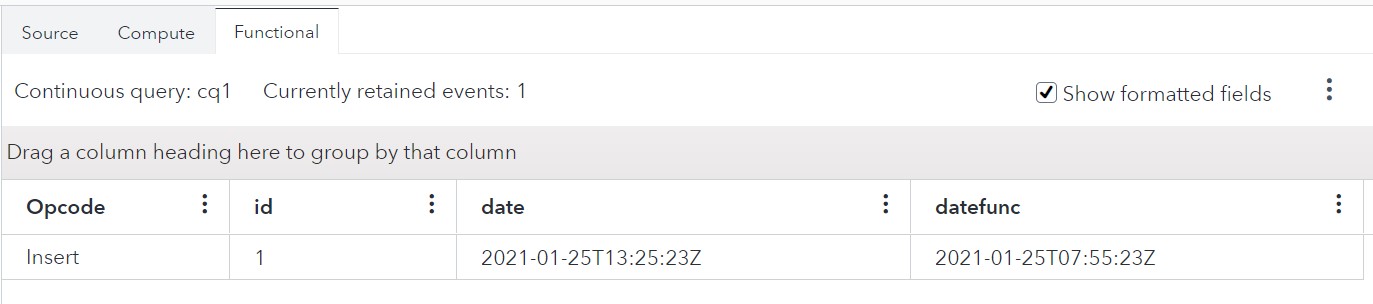 Source Compute Functional
Continuous query: cq1 Currently retained events: 1 Show formatted fields
Drag a column heading here to group by that column
Opcode id date datefunc
Insert 1 2021-01-25T13:25:23Z 2021-01-25T07:55:23Z